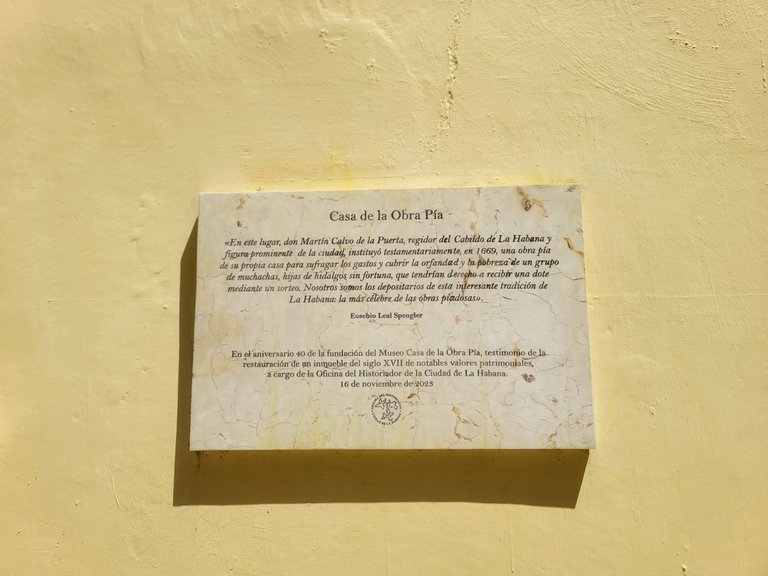 Casa de la Obra Pía
«En este lugar, don Martín Calvo de la Puerta, regidor del Cabildo de La Habana y
figura prominente de la ciudad, instituyó testamentariamente, en 1669, una obra pía
de su propia casa para sufragar los gastos y cubrir la orfandad y la pobreza de un grupo
de muchachas, hijas de hidalgos sin fortuna, que tendrían derecho a recibir una dote
mediante un sorteo. Nosotros somos los depositarios de esta interesante tradición de
La Habana: la más célebre de las obras piadosas».
Eusebio Leal Spengler
En el aniversario 40 de la fundación del Museo Casa de la Obra Pía, testimonio de la
restauración de un inmueble del siglo XVII de notables valores patrimoniales,
a cargo de la Oficina del Historiador de la Ciudad de La Habana.
16 de noviembre de 2023